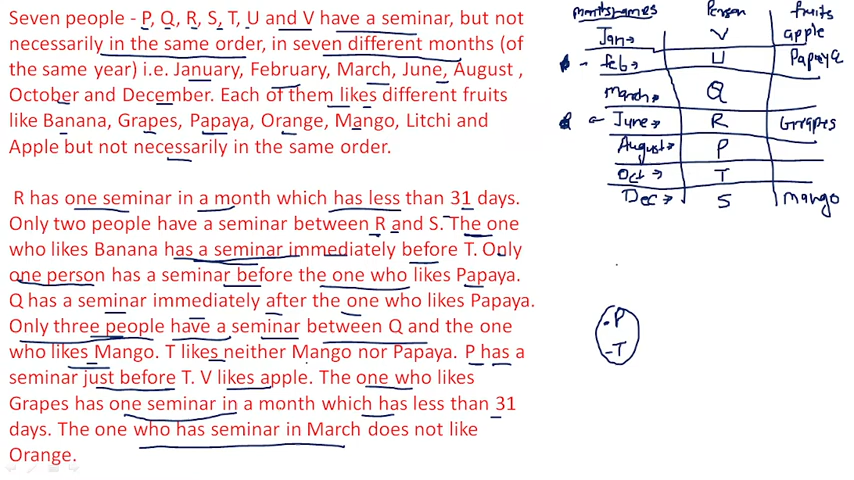 Seven people - P, Q, R, S, T, U and V have a seminar, but not
necessarily in the same order, in seven different months (of
the same year) i.e. January, February, March, June, August ,
October and December. Each of them likes different fruits
like Banana, Grapes, Papaya, Orange, Mango, Litchi and
Apple but not necessarily in the same order.
R has one seminar in a month which has less than 31 days.
Only two people have a seminar between R and S. The one
who likes Banana has a seminar immediately before T. Only
one person has a seminar before the one who likes Papaya.
Q has a seminar immediately after the one who likes Papaya.
Only three people have a seminar between Q and the one
who likes Mango. T likes neither Mango nor Papaya. P has a
seminar just before T. V likes apple. The one who likes
Grapes has one seminar in a month which has less than 31
days. The one who has seminar in March does not like
Orange.
Person fruits
Jan → V apple
feb → U Papaya
March → Q
June → R Grapes
August → P
Oct → T
Dec → S Mango
P
T